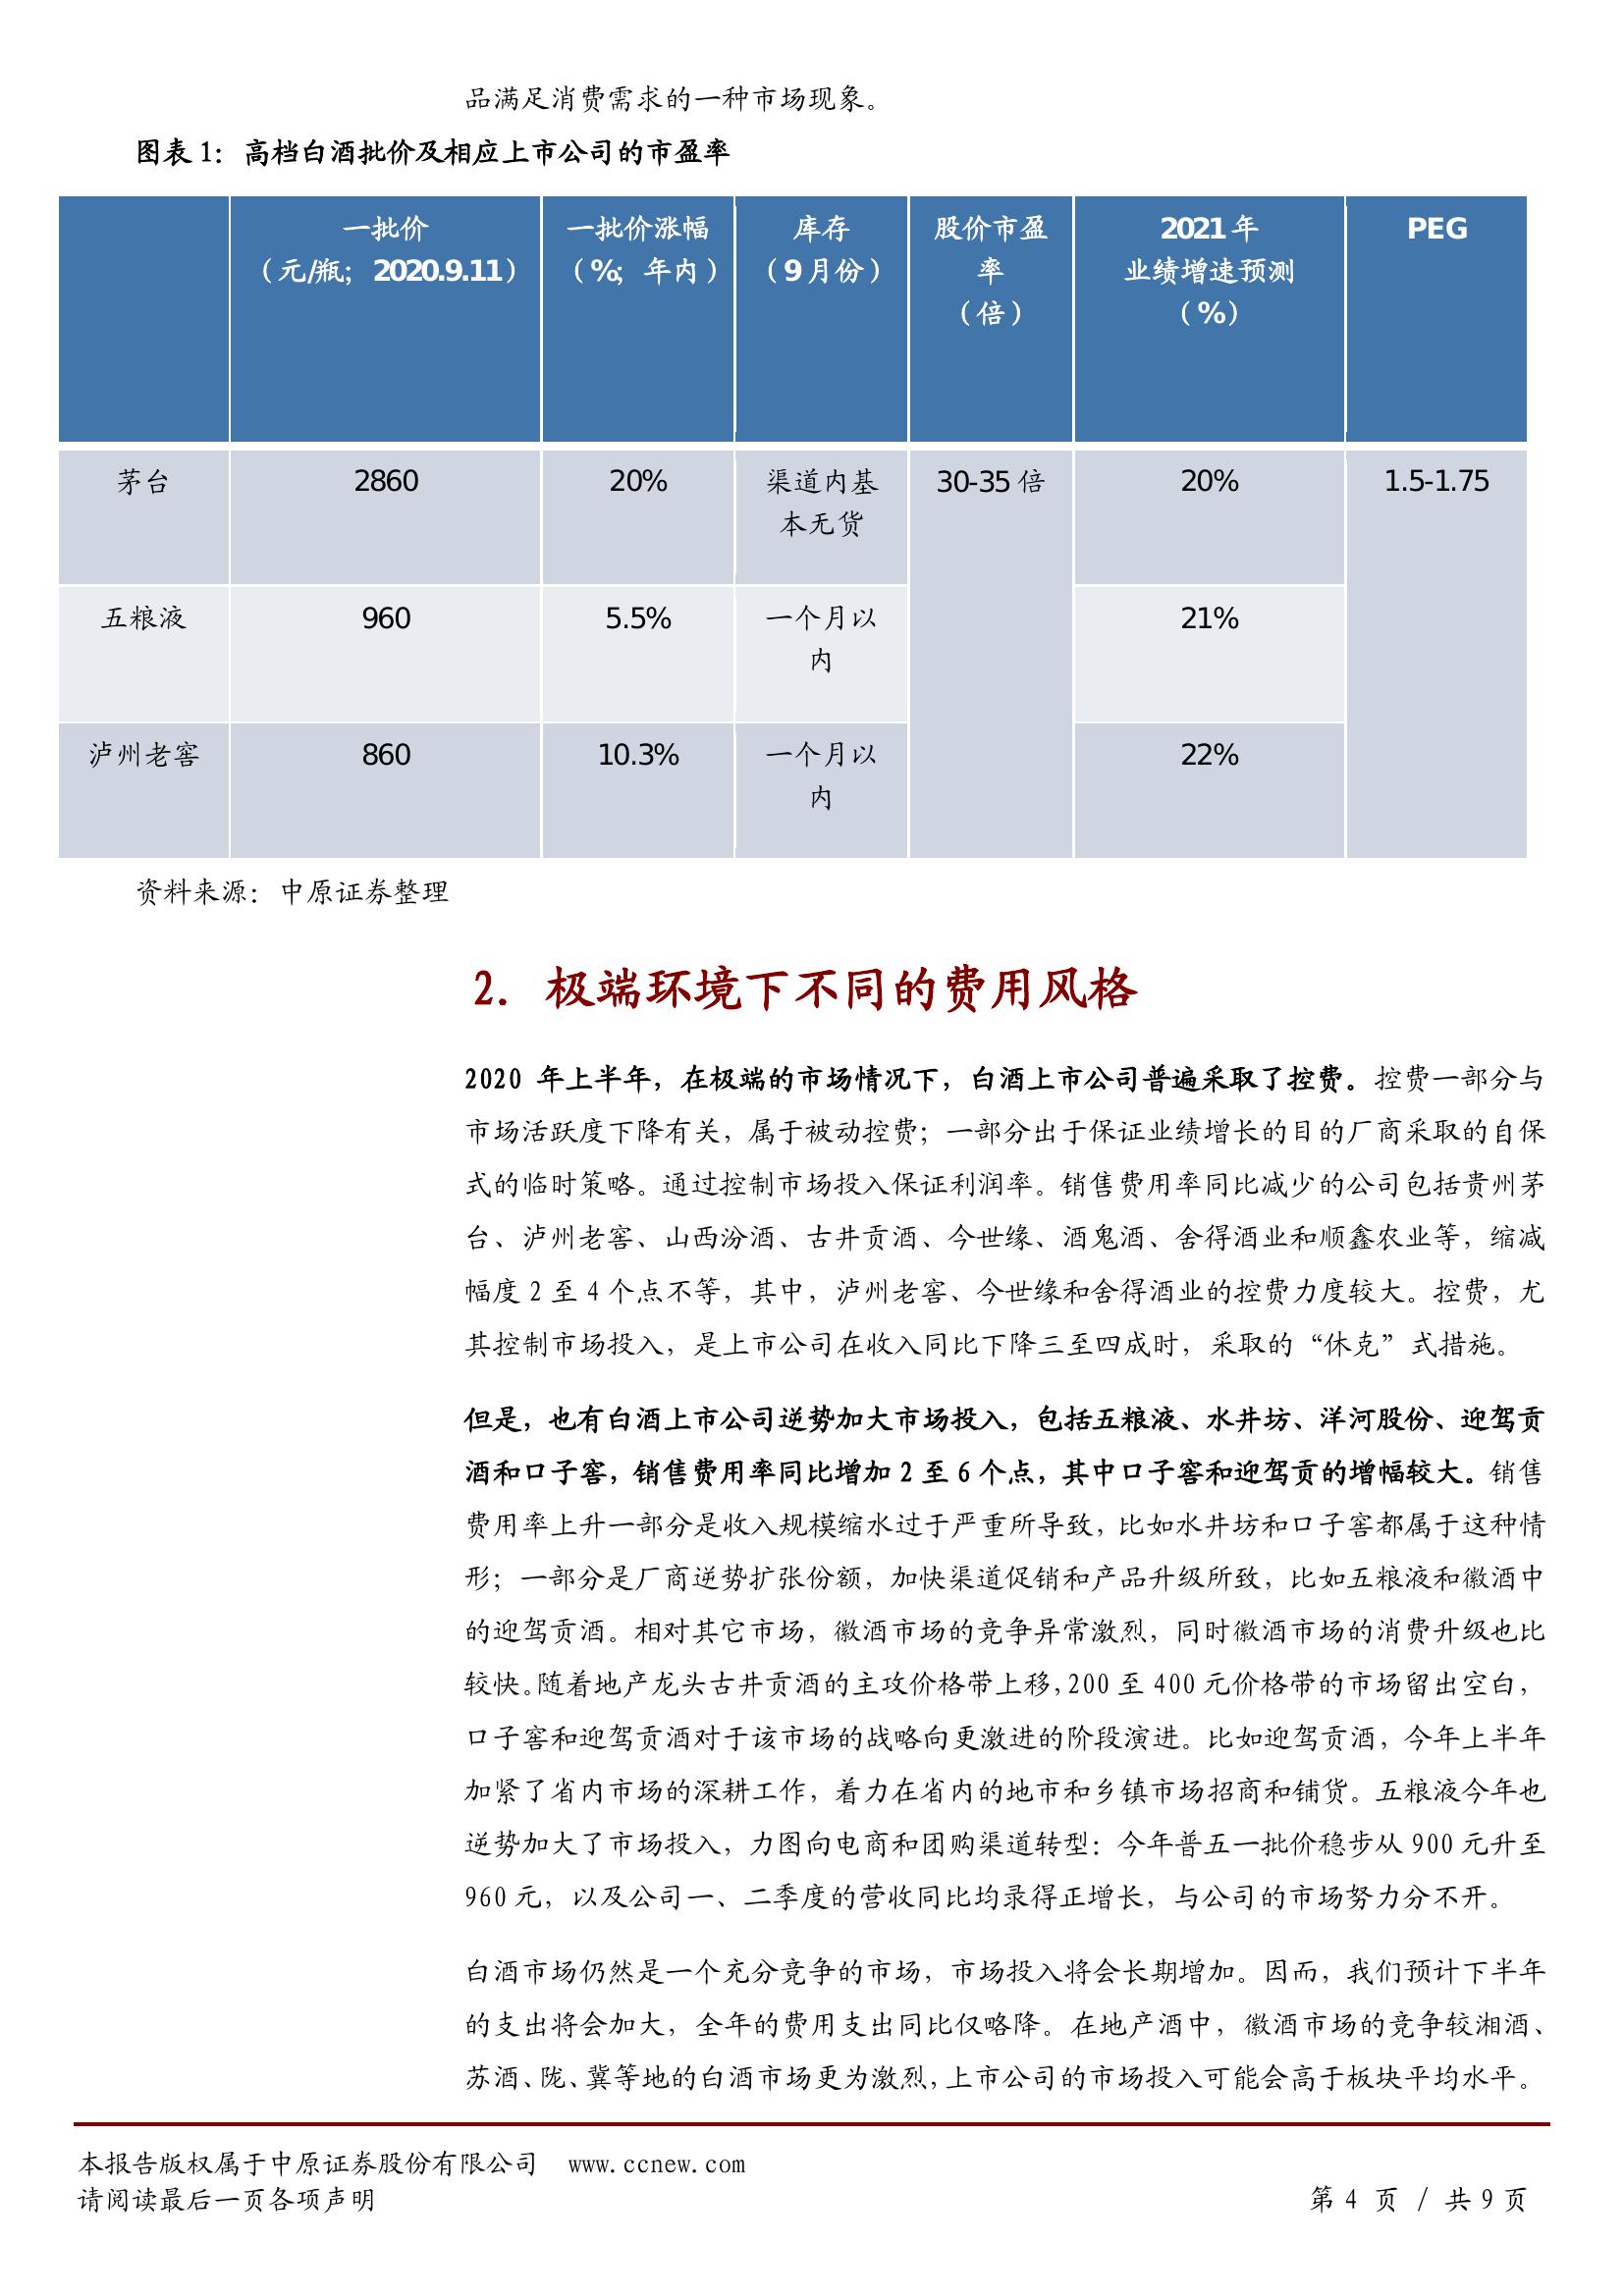 品满足消费需求的一种市场现象。
图表 1：高档白酒批价及相应上市公司的市盈率
一批价
（元/瓶；2020.9.11）
一批价涨幅
（%；年内）
库存
（9 月份）
股价市盈
率
（倍）
2021 年
业绩增速预测
（%）
PEG
茅台
2860
20%
渠道内基
本无货
30-35 倍
20%
1.5-1.75
五粮液
960
5.5%
一个月以
内
21%
泸州老窖
860
10.3%
一个月以
内
22%
资料来源：中原证券整理
2. 极端环境下不同的费用风格
2020 年上半年，在极端的市场情况下，白酒上市公司普遍采取了控费。控费一部分与
市场活跃度下降有关，属于被动控费；一部分出于保证业绩增长的目的厂商采取的自保
式的临时策略。通过控制市场投入保证利润率。销售费用率同比减少的公司包括贵州茅
台、泸州老窖、山西汾酒、古井贡酒、今世缘、酒鬼酒、舍得酒业和顺鑫农业等，缩减
幅度 2 至 4 个点不等，其中，泸州老窖、今世缘和舍得酒业的控费力度较大。控费，尤
其控制市场投入，是上市公司在收入同比下降三至四成时，采取的“休克”式措施。
但是，也有白酒上市公司逆势加大市场投入，包括五粮液、水井坊、洋河股份、迎驾贡
酒和口子窖，销售费用率同比增加 2 至 6 个点，其中口子窖和迎驾贡的增幅较大。销售
费用率上升一部分是收入规模缩水过于严重所导致，比如水井坊和口子窖都属于这种情
形；一部分是厂商逆势扩张份额，加快渠道促销和产品升级所致，比如五粮液和徽酒中
的迎驾贡酒。相对其它市场，徽酒市场的竞争异常激烈，同时徽酒市场的消费升级也比
较快。随着地产龙头古井贡酒的主攻价格带上移，200 至 400 元价格带的市场留出空白，
口子窖和迎驾贡酒对于该市场的战略向更激进的阶段演进。比如迎驾贡酒，今年上半年
加紧了省内市场的深耕工作，着力在省内的地市和乡镇市场招商和铺货。五粮液今年也
逆势加大了市场投入，力图向电商和团购渠道转型：今年普五一批价稳步从 900 元升至
960 元，以及公司一、二季度的营收同比均录得正增长，与公司的市场努力分不开。
白酒市场仍然是一个充分竞争的市场，市场投入将会长期增加。因而，我们预计下半年
的支出将会加大，全年的费用支出同比仅略降。在地产酒中，徽酒市场的竞争较湘酒、
苏酒、陇、冀等地的白酒市场更为激烈，上市公司的市场投入可能会高于板块平均水平。
本报告版权属于中原证券股份有限公司 www.ccnew.com
请阅读最后一页各项声明
第 4 页 / 共 9 页